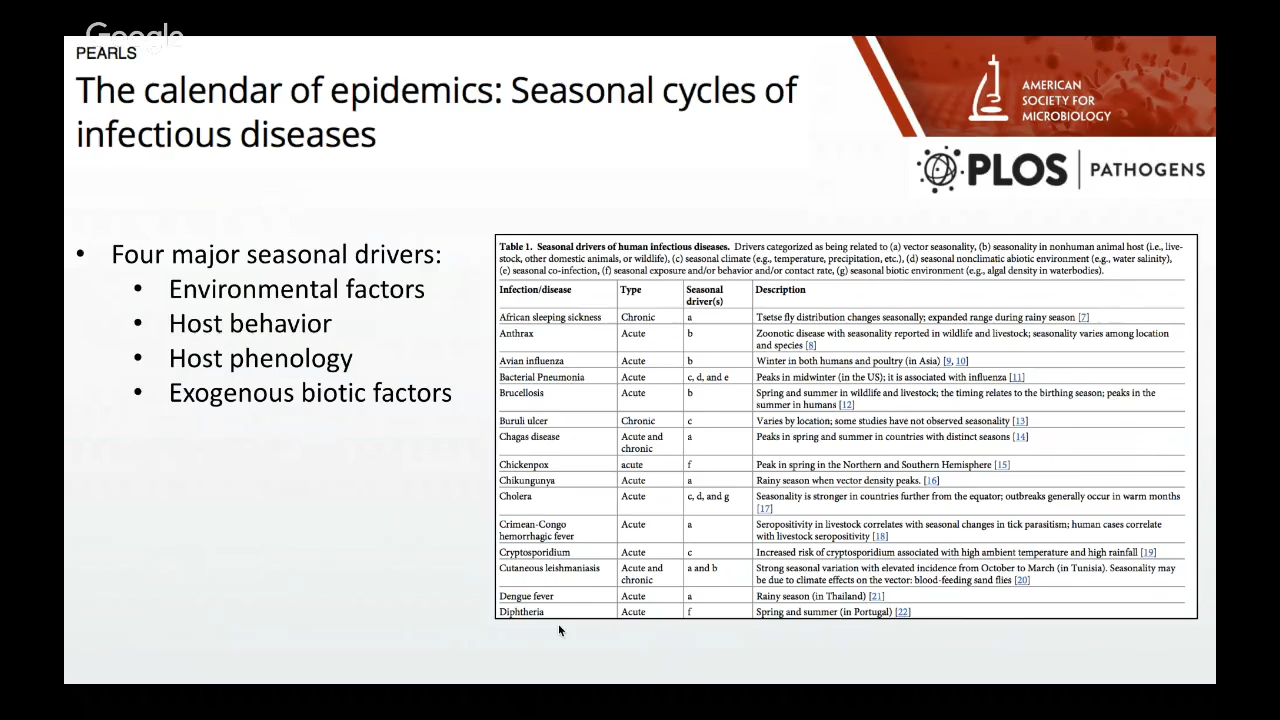 Google
PEARLS
The calendar of epidemics: Seasonal cycles of
infectious diseases
AMERICAN
SOCIETY FOR
MICROBIOLOGY
PLOS | PATHOGENS
• Four major seasonal drivers:
• Environmental factors
• Host behavior
• Host phenology
• Exogenous biotic factors
Table 1. Seasonal drivers of human infectious diseases. Drivers categorized as being related to (a) vector seasonality, (b) seasonality in nonhuman animal host (i.e., live-
stock, other domestic animals, or wildlife), (c) seasonal climate (e.g., temperature, precipitation, etc.), (d) seasonal nonclimatic abiotic environment (e.g., water salinity),
(e) seasonal co-infection, (f) seasonal exposure and/or behavior and/or contact rate, (g) seasonal biotic environment (e.g., algal density in waterbodies).
Infection/disease Type Seasonal driver(s) Description
African sleeping sickness Chronic a Tsetse fly distribution changes seasonally; expanded range during rainy season [7]
Anthrax Acute b Zoonotic disease with seasonality reported in wildlife and livestock; seasonality varies among location
and species [8]
Avian influenza Acute b Winter in both humans and poultry (in Asia) [9, 10]
Bacterial Pneumonia Acute c, d, and e Peaks in midwinter (in the US); it is associated with influenza [11]
Brucellosis Acute b Spring and summer in wildlife and livestock; the timing relates to the birthing season; peaks in the
summer in humans [12]
Buruli ulcer Chronic c Varies by location; some studies have not observed seasonality [13]
Chagas disease Acute and chronic a Peaks in spring and summer in countries with distinct seasons [14]
Chickenpox acute f Peak in spring in the Northern and Southern Hemisphere [15]
Chikungunya Acute a Rainy season when vector density peaks. [16]
Cholera Acute c, d, and g Seasonality is stronger in countries further from the equator; outbreaks generally occur in warm months
[17]
Crimean-Congo hemorrhagic fever Acute a Seropositivity in livestock correlates with seasonal changes in tick parasitism; human cases correlate
with livestock seropositivity [18]
Cryptosporidium Acute c Increased risk of cryptosporidium associated with high ambient temperature and high rainfall [19]
Cutaneous leishmaniasis Acute and chronic a and b Strong seasonal variation with elevated incidence from October to March (in Tunisia). Seasonality may
be due to climate effects on the vector: blood-feeding sand flies [20]
Dengue fever Acute a Rainy season (in Thailand) [21]
Diphtheria Acute f Spring and summer (in Portugal) [22]